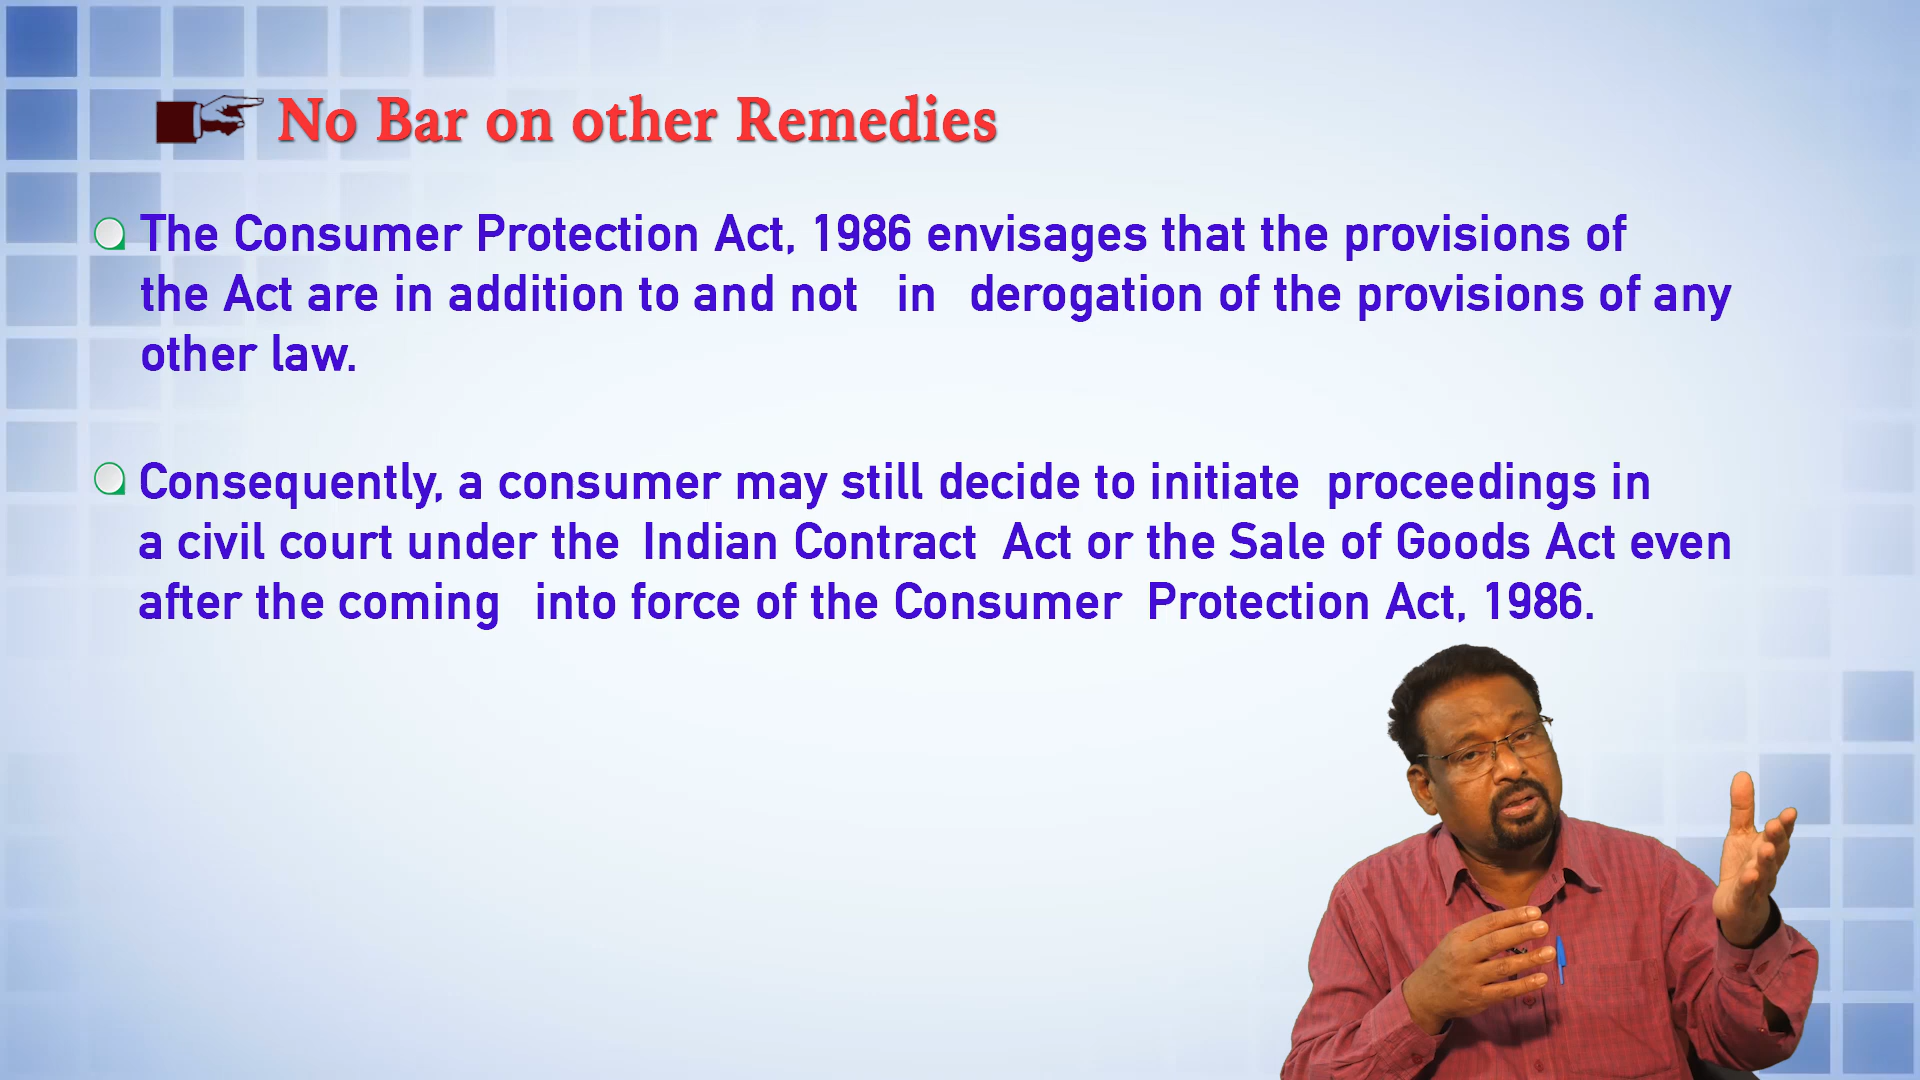 No Bar on other Remedies
The Consumer Protection Act, 1986 envisages that the provisions of
the Act are in addition to and not in derogation of the provisions of any
other law.
Consequently, a consumer may still decide to initiate proceedings in
a civil court under the Indian Contract Act or the Sale of Goods Act even
after the coming into force of the Consumer Protection Act, 1986.